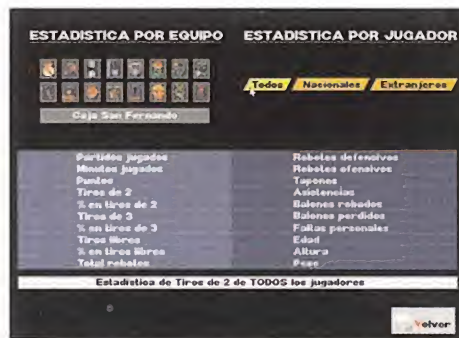 ESTADISTICA POR EQUIPO
Caja San Fernando
ESTADISTICA POR JUGADOR
Todos Nacionales Extranjeros
Partidos jugados
Minutos jugados
Puntos
Tiros de 2
% en tiros de 2
Tiros de 3
% en tiros de 3
Tiros libres
% en tiros libres
Total rebotes
Rebotes defensivos
Rebotes ofensivos
Tapones
Asistencias
Balones robados
Balones perdidos
Faltas personales
Edad
Altura
Peso
Estadística de Tiros de 2 de TODOS los jugadores
Volver